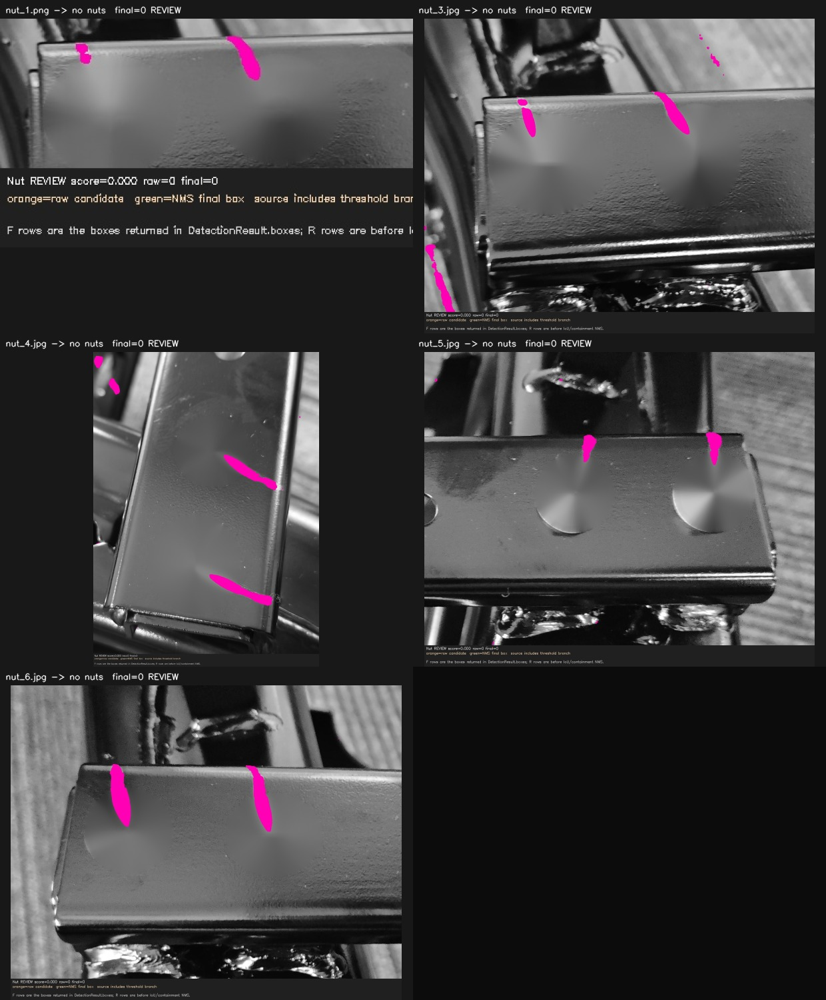 nut_1.png -> no nuts final=0 REVIEW
Nut REVIEW score=0.000 raw=0 final=0
orange=raw candidate green=NMS final box source includes threshold bran
F rows are the boxes returned in DetectionResult.boxes; R rows are before I
nut_3.jpg -> no nuts final=0 REVIEW
Nut REVIEW score=0.000 raw=0 final=0
orange=raw candidate green=NMS final box source includes threshold branch
F rows are the boxes returned in DetectionResult.boxes; R rows are before IoU/containment NMS.
nut_4.jpg -> no nuts final=0 REVIEW
Nut REVIEW score=0.000 raw=0 final=0
orange=raw candidate green=NMS final box source includes threshold branch
F rows are the boxes returned in DetectionResult.boxes; R rows are before IoU/containment NMS.
nut_5.jpg -> no nuts final=0 REVIEW
Nut REVIEW score=0.000 raw=0 final=0
orange=raw candidate green=NMS final box source includes threshold branch
F rows are the boxes returned in DetectionResult.boxes; R rows are before IoU/containment NMS.
nut_6.jpg -> no nuts final=0 REVIEW
Nut REVIEW score=0.000 raw=0 final=0
orange=raw candidate green=NMS final box source includes threshold branch
F rows are the boxes returned in DetectionResult.boxes; R rows are before IoU/containment NMS.